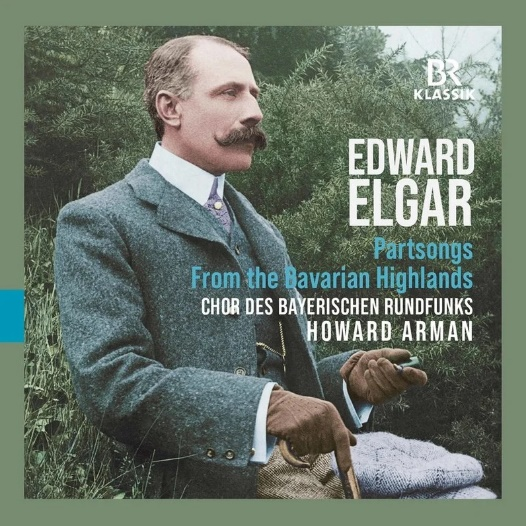 BR
KLASSIK
EDWARD
ELGAR
Partsongs
From the Bavarian Highlands
CHOR DES BAYERISCHEN RUNDFUNKS
HOWARD ARMAN